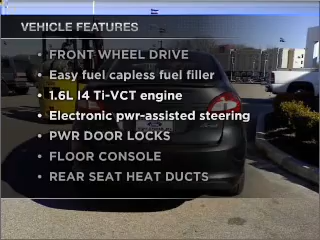 VEHICLE FEATURES
• FRONT WHEEL DRIVE
• Easy fuel capless fuel filler
• 1.6L I4 Ti-VCT engine
• Electronic pwr-assisted steering
• PWR DOOR LOCKS
• FLOOR CONSOLE
• REAR SEAT HEAT DUCTS